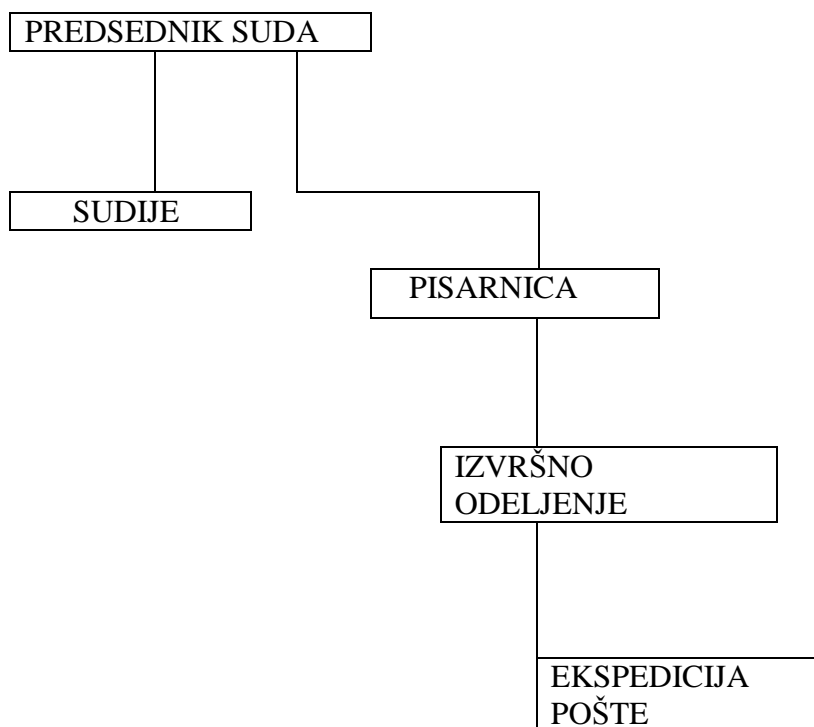 PREDSEDNIK SUDA
SUDIJE
PISARNICA
IZVRŠNO
ODELJENJE
EKSPEDICIJA
POŠTE